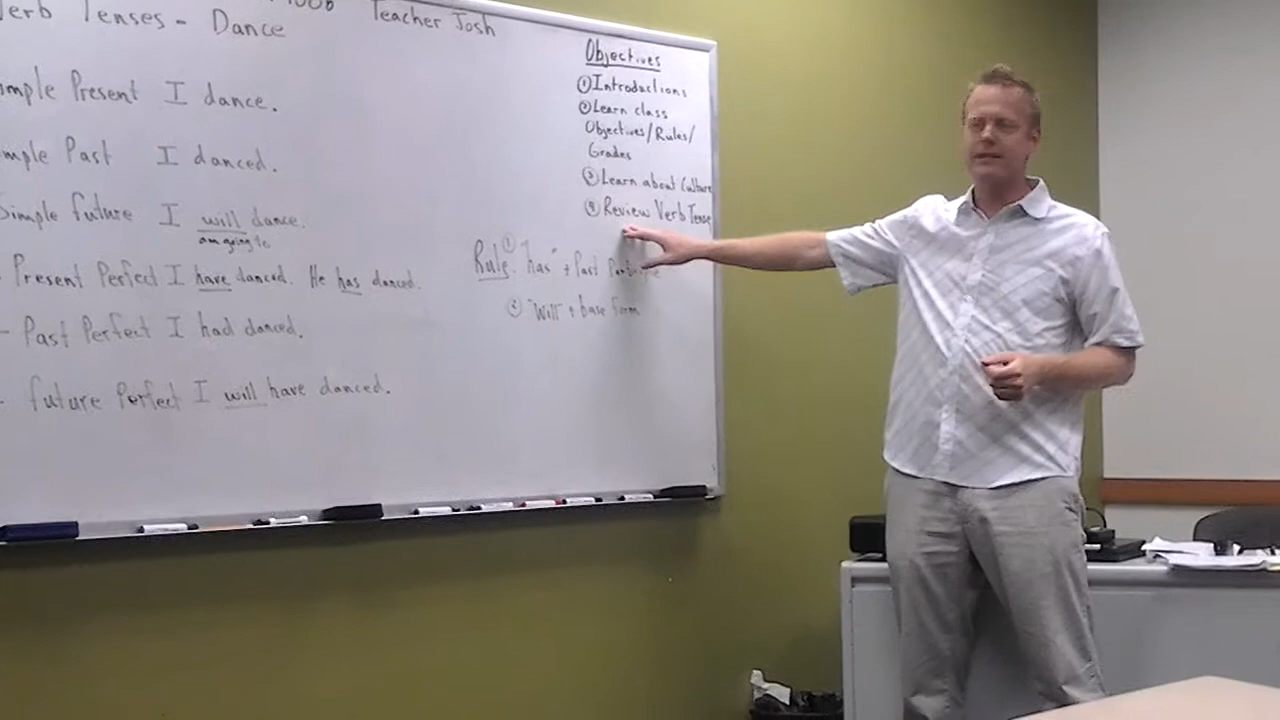 Verb Tenses - Dance
Teacher Josh
Simple Present I dance.
Simple Past I danced.
Simple future I will dance.
am going to
- Present Perfect I have danced. He has danced.
- Past Perfect I had danced.
- future Perfect I will have danced.
Objectives
① Introductions
② Learn class
Objectives/Rules/
Grades
③ Learn about Culture
④ Review Verb Tense
Rule: ① "has" + Past Participle
② "Will" + base form